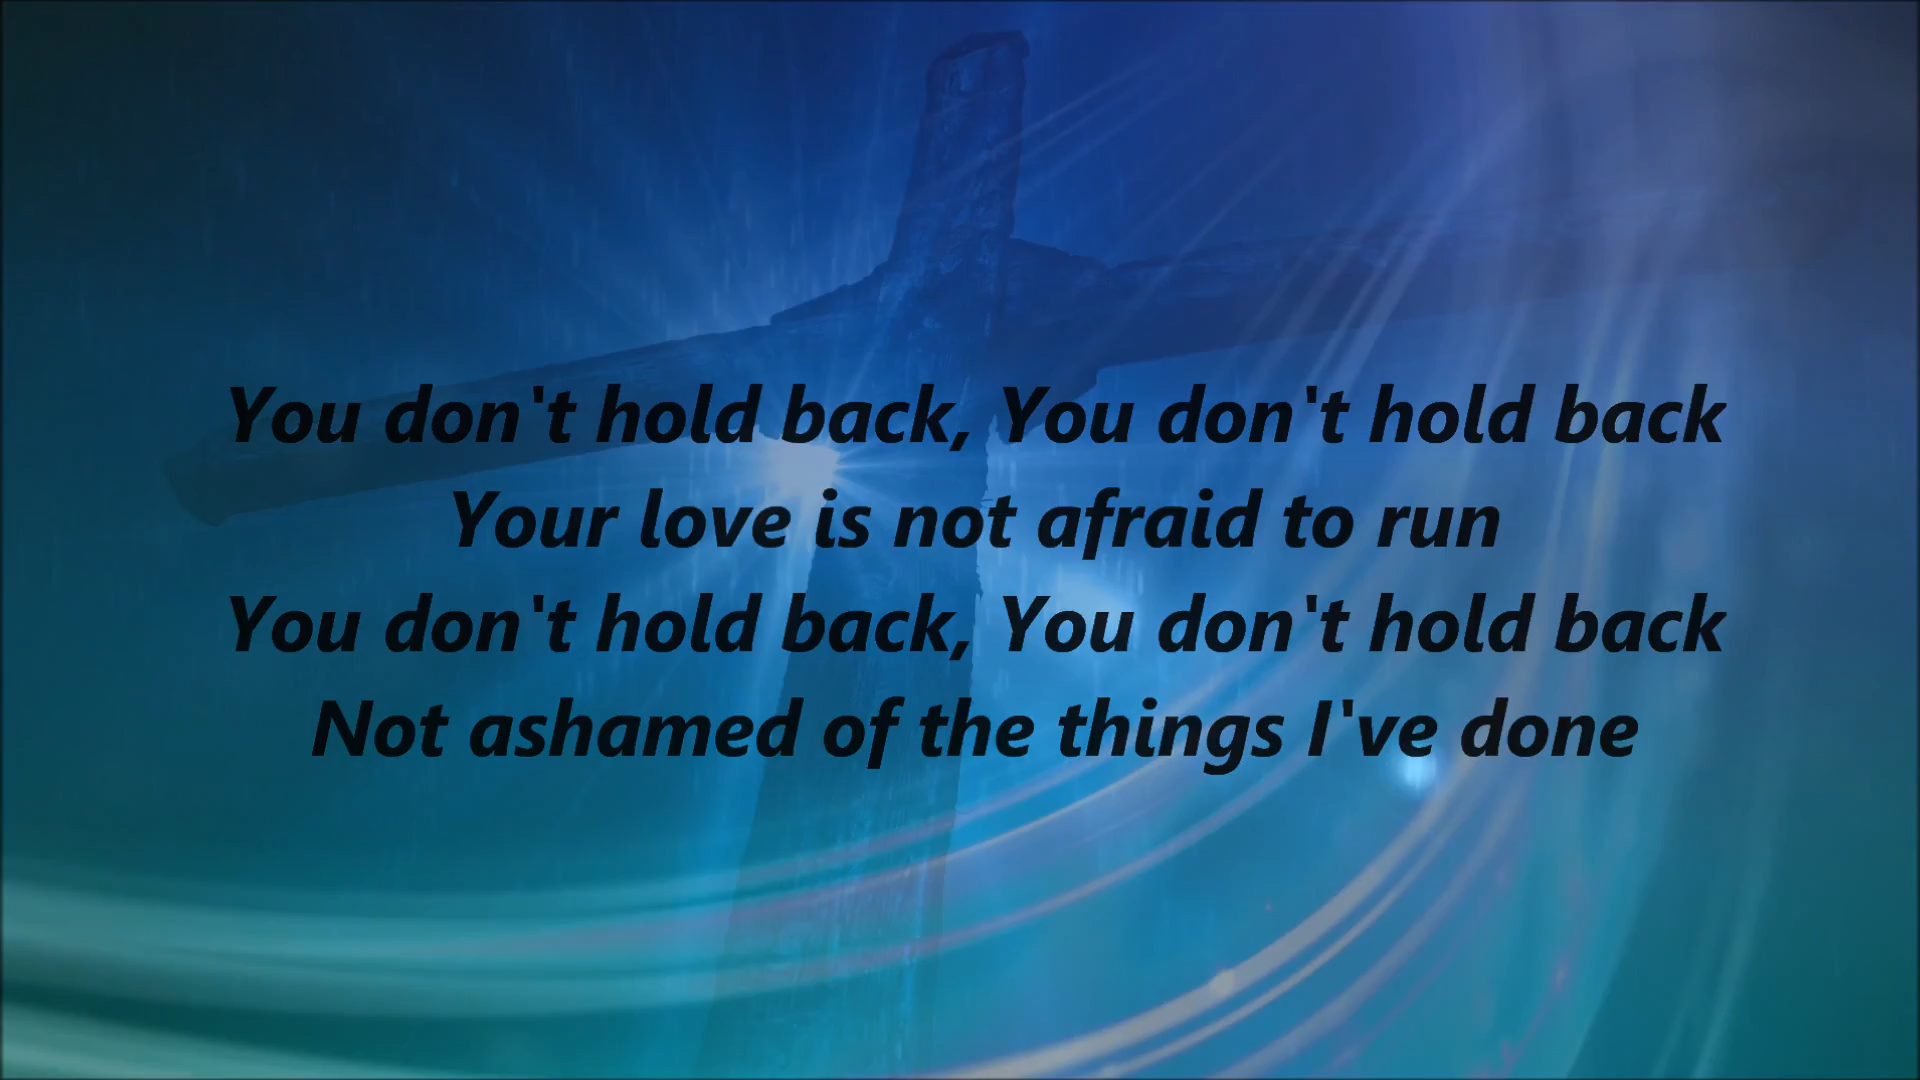 You don't hold back, You don't hold back
Your love is not afraid to run
You don't hold back, You don't hold back
Not ashamed of the things I've done